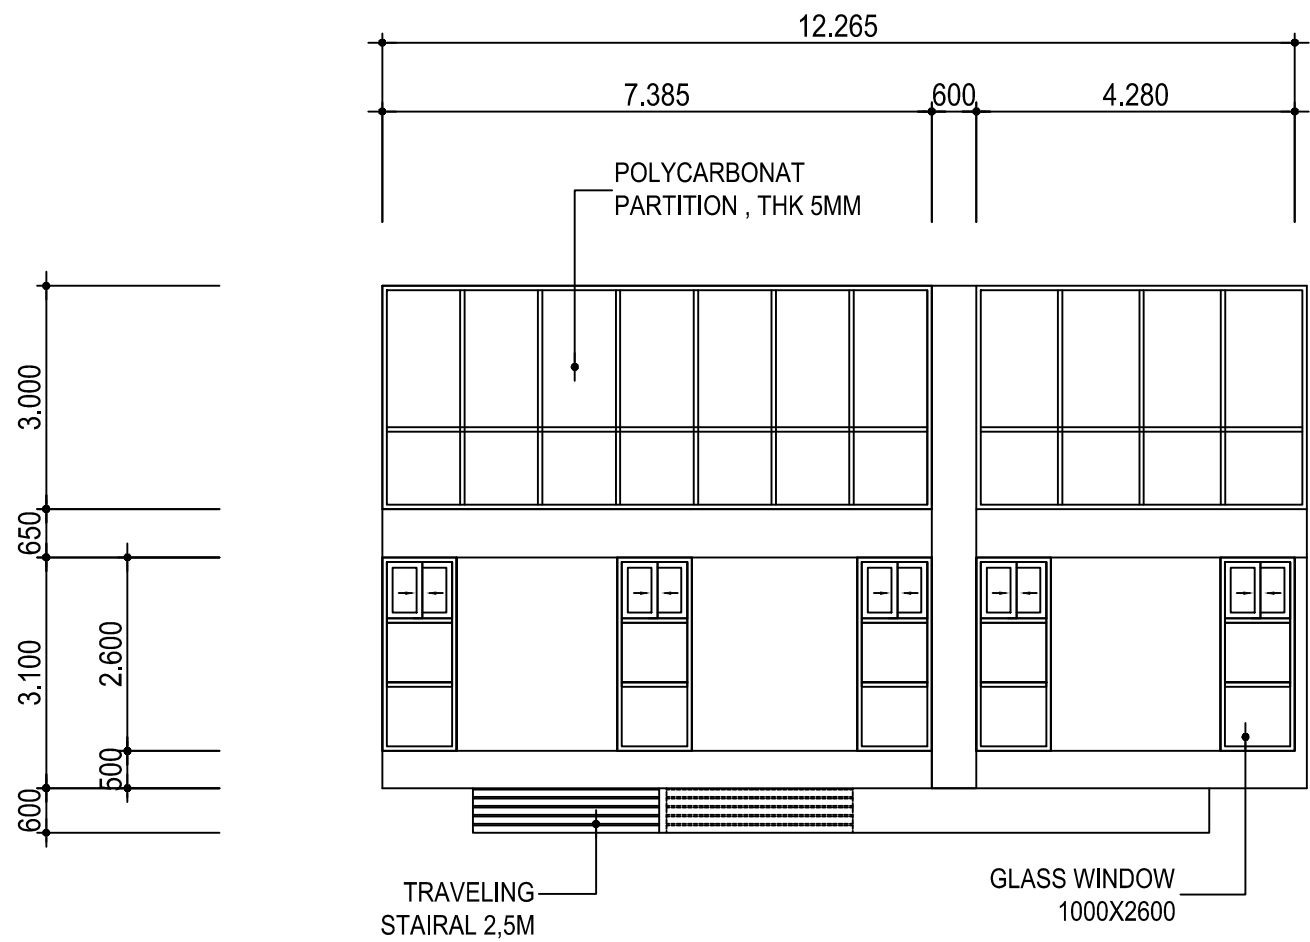 12.265
7.385
600
4.280
POLYCARBONAT
PARTITION , THK 5MM
3.000
650
3.100
2.600
500
600
TRAVELING
STAIRAL 2,5M
GLASS WINDOW
1000X2600